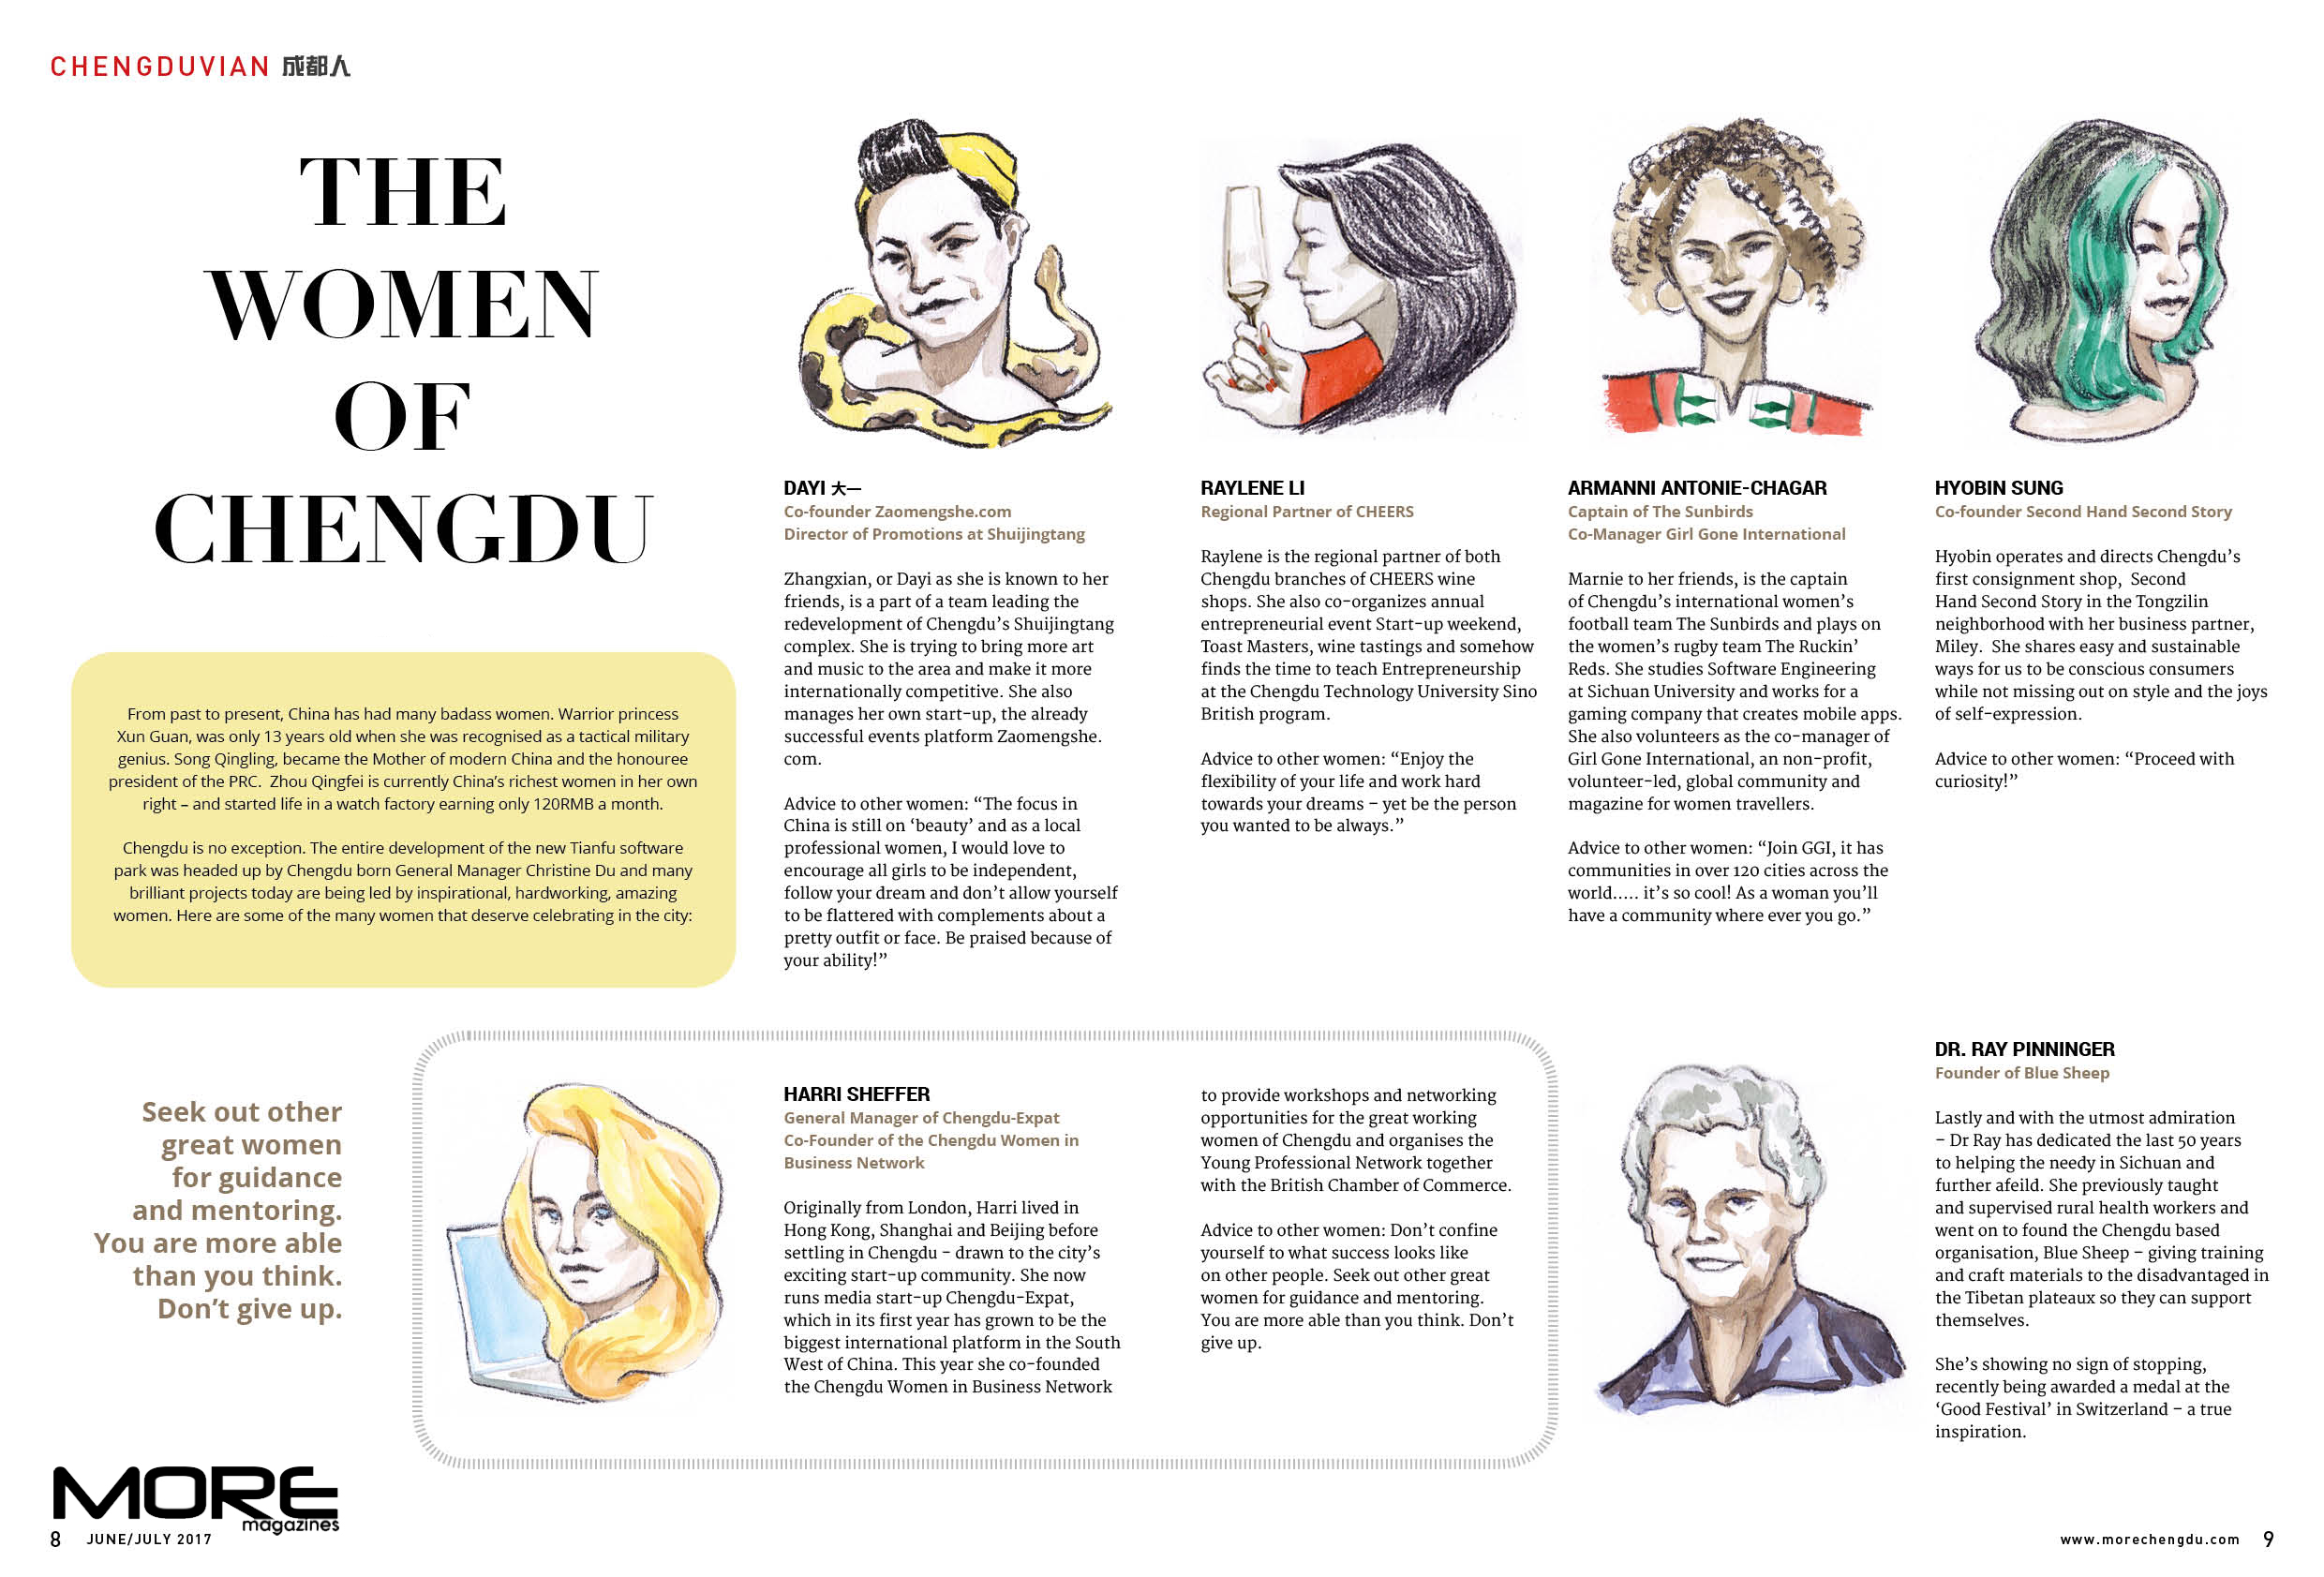 CHENGDUVIAN 成都人
THE
WOMEN
OF
CHENGDU
From past to present, China has had many badass women. Warrior princess
Xun Guan, was only 13 years old when she was recognised as a tactical military
genius. Song Qingling, became the Mother of modern China and the honouree
president of the PRC.  Zhou Qingfei is currently China's richest women in her own
right – and started life in a watch factory earning only 120RMB a month.
Chengdu is no exception. The entire development of the new Tianfu software
park was headed up by Chengdu born General Manager Christine Du and many
brilliant projects today are being led by inspirational, hardworking, amazing
women. Here are some of the many women that deserve celebrating in the city:
DAYI 大一
Co-founder Zaomengshe.com
Director of Promotions at Shuijingtang
Zhangxian, or Dayi as she is known to her
friends, is a part of a team leading the
redevelopment of Chengdu's Shuijingtang
complex. She is trying to bring more art
and music to the area and make it more
internationally competitive. She also
manages her own start-up, the already
successful events platform Zaomengshe.
com.
Advice to other women: “The focus in
China is still on ‘beauty’ and as a local
professional women, I would love to
encourage all girls to be independent,
follow your dream and don’t allow yourself
to be flattered with complements about a
pretty outfit or face. Be praised because of
your ability!”
RAYLENE LI
Regional Partner of CHEERS
Raylene is the regional partner of both
Chengdu branches of CHEERS wine
shops. She also co-organizes annual
entrepreneurial event Start-up weekend,
Toast Masters, wine tastings and somehow
finds the time to teach Entrepreneurship
at the Chengdu Technology University Sino
British program.
Advice to other women: “Enjoy the
flexibility of your life and work hard
towards your dreams – yet be the person
you wanted to be always.”
ARMANNI ANTONIE-CHAGAR
Captain of The Sunbirds
Co-Manager Girl Gone International
Marnie to her friends, is the captain
of Chengdu’s international women’s
football team The Sunbirds and plays on
the women’s rugby team The Ruckin’
Reds. She studies Software Engineering
at Sichuan University and works for a
gaming company that creates mobile apps.
She also volunteers as the co-manager of
Girl Gone International, an non-profit,
volunteer-led, global community and
magazine for women travellers.
Advice to other women: “Join GGI, it has
communities in over 120 cities across the
world..... it’s so cool! As a woman you’ll
have a community where ever you go.”
HYOBIN SUNG
Co-founder Second Hand Second Story
Hyobin operates and directs Chengdu’s
first consignment shop,  Second
Hand Second Story in the Tongzilin
neighborhood with her business partner,
Miley.  She shares easy and sustainable
ways for us to be conscious consumers
while not missing out on style and the joys
of self-expression.
Advice to other women: “Proceed with
curiosity!”
Seek out other
great women
for guidance
and mentoring.
You are more able
than you think.
Don’t give up.
HARRI SHEFFER
General Manager of Chengdu-Expat
Co-Founder of the Chengdu Women in
Business Network
Originally from London, Harri lived in
Hong Kong, Shanghai and Beijing before
settling in Chengdu – drawn to the city’s
exciting start-up community. She now
runs media start-up Chengdu-Expat,
which in its first year has grown to be the
biggest international platform in the South
West of China. This year she co-founded
the Chengdu Women in Business Network
to provide workshops and networking
opportunities for the great working
women of Chengdu and organises the
Young Professional Network together
with the British Chamber of Commerce.
Advice to other women: Don’t confine
yourself to what success looks like
on other people. Seek out other great
women for guidance and mentoring.
You are more able than you think. Don’t
give up.
DR. RAY PINNINGER
Founder of Blue Sheep
Lastly and with the utmost admiration
– Dr Ray has dedicated the last 50 years
to helping the needy in Sichuan and
further afeild. She previously taught
and supervised rural health workers and
went on to found the Chengdu based
organisation, Blue Sheep – giving training
and craft materials to the disadvantaged in
the Tibetan plateaux so they can support
themselves.
She’s showing no sign of stopping,
recently being awarded a medal at the
‘Good Festival’ in Switzerland – a true
inspiration.
MORE
magazines
8 JUNE/JULY 2017
www.morechengdu.com 9